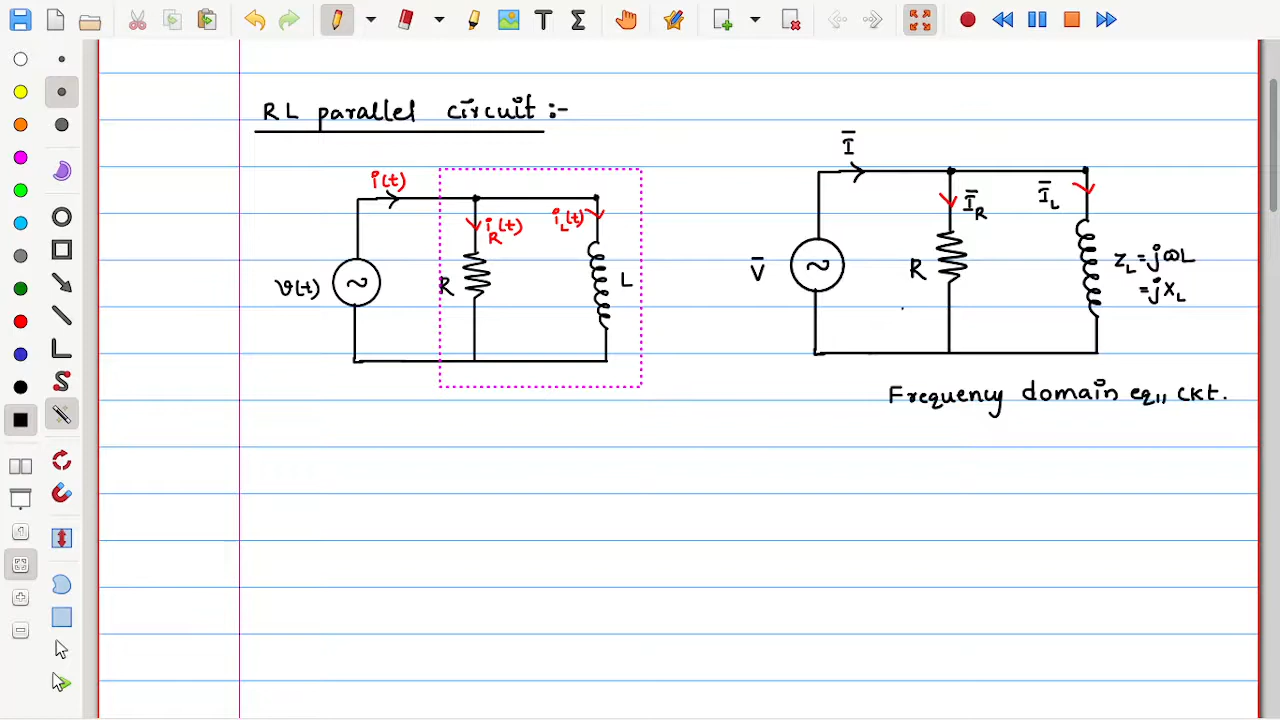 RL parallel circuit :-
i(t)
i_R(t)
i_L(t)
v(t)
R
L
Ī
Ī_R
Ī_L
V̄
R
Z_L = jωL
= jX_L
Frequency domain eq,, CKT.